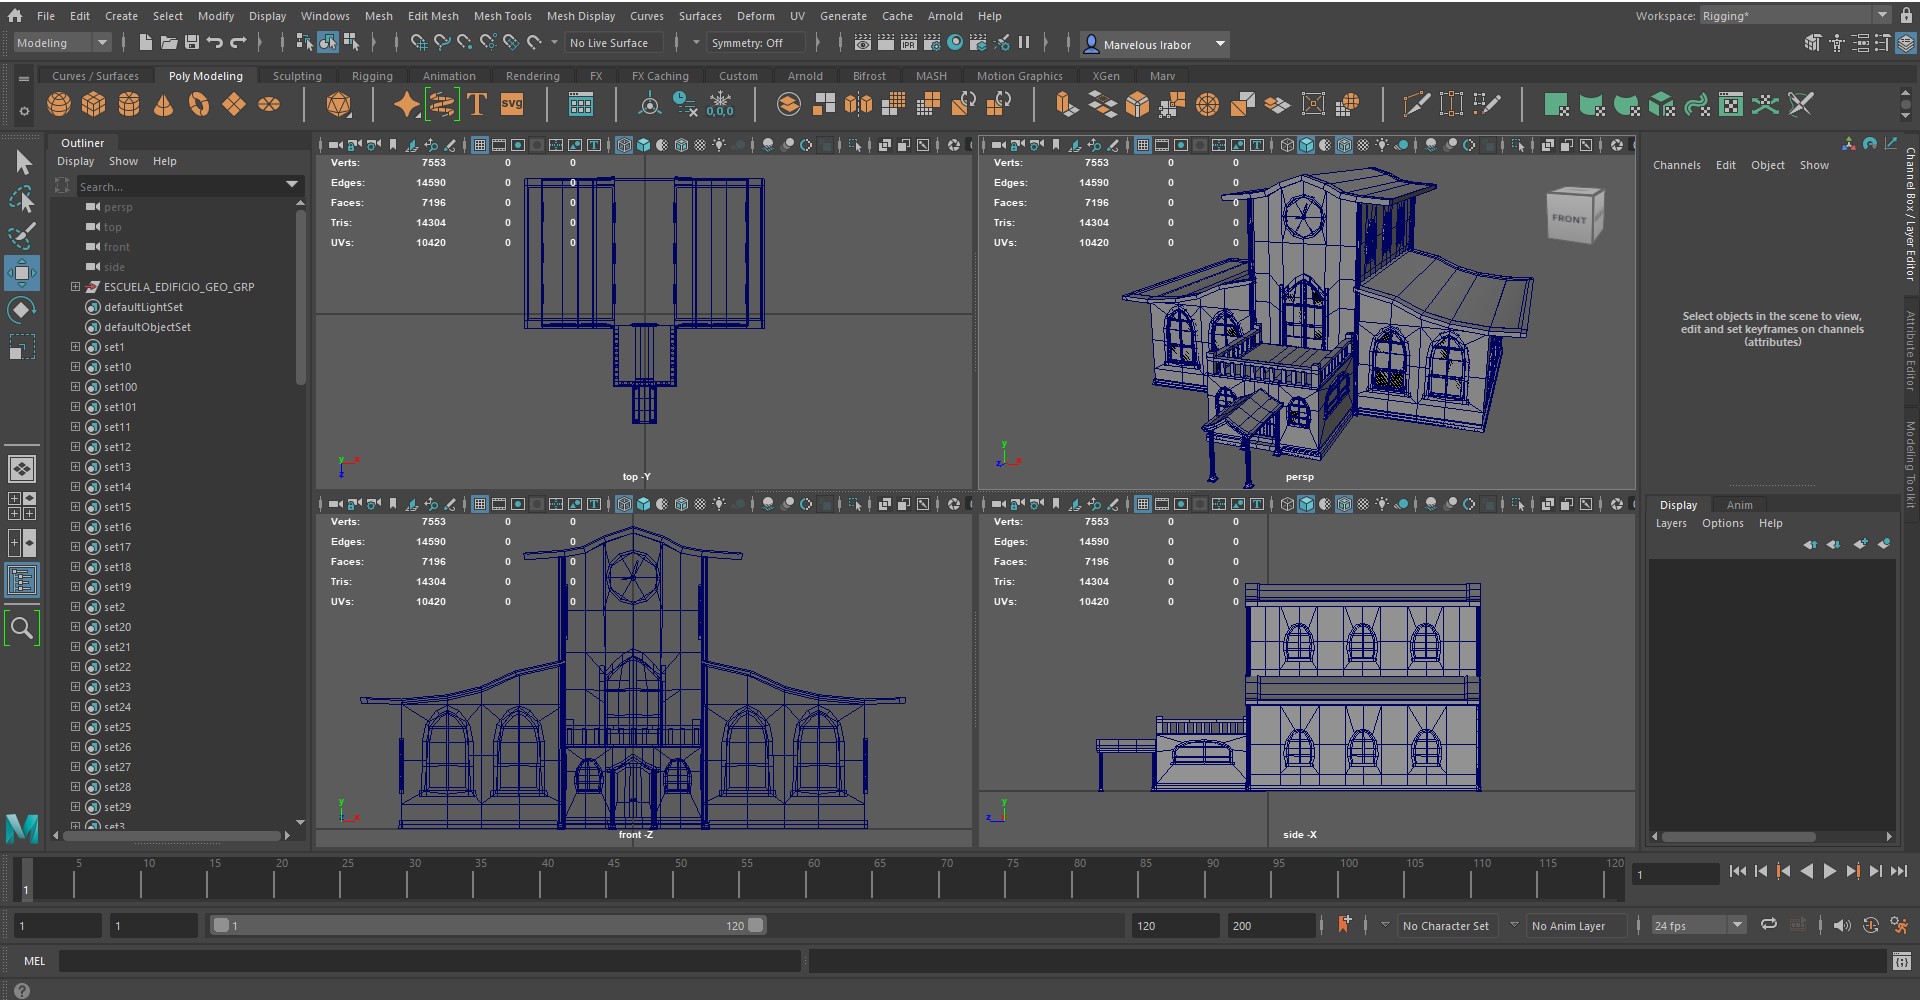 File Edit Create Select Modify Display Windows Mesh Edit Mesh Mesh Tools Mesh Display Curves Surfaces Deform UV Generate Cache Arnold Help Workspace: Rigging*
Modeling No Live Surface Symmetry: Off IPR Marvelous Irabor
Curves / Surfaces Poly Modeling Sculpting Rigging Animation Rendering FX FX Caching Custom Arnold Bifrost MASH Motion Graphics XGen Marv
T SVG 0,0,0
Outliner
Display Show Help
Search...
persp
top
front
side
ESCUELA_EDIFICIO_GEO_GRP
defaultLightSet
defaultObjectSet
set1
set10
set100
set101
set11
set12
set13
set14
set15
set16
set17
set18
set19
set2
set20
set21
set22
set23
set24
set25
set26
set27
set28
set29
set3
Verts: 7553 0 0
Edges: 14590 0 0
Faces: 7196 0 0
Tris: 14304 0 0
UVs: 10420 0 0
y x z
top -Y
Verts: 7553 0 0
Edges: 14590 0 0
Faces: 7196 0 0
Tris: 14304 0 0
UVs: 10420 0 0
FRONT
y z x
persp
Verts: 7553 0 0
Edges: 14590 0 0
Faces: 7196 0 0
Tris: 14304 0 0
UVs: 10420 0 0
y z x
front -Z
Verts: 7553 0 0
Edges: 14590 0 0
Faces: 7196 0 0
Tris: 14304 0 0
UVs: 10420 0 0
y z
side -X
Channels Edit Object Show
Select objects in the scene to view,
edit and set keyframes on channels
(attributes)
Channel Box / Layer Editor
Attribute Editor
Modeling Toolkit
Display Anim
Layers Options Help
5 10 15 20 25 30 35 40 45 50 55 60 65 70 75 80 85 90 95 100 105 110 115 120
1 1
1 1 1 120 120 200 No Character Set No Anim Layer 24 fps
MEL